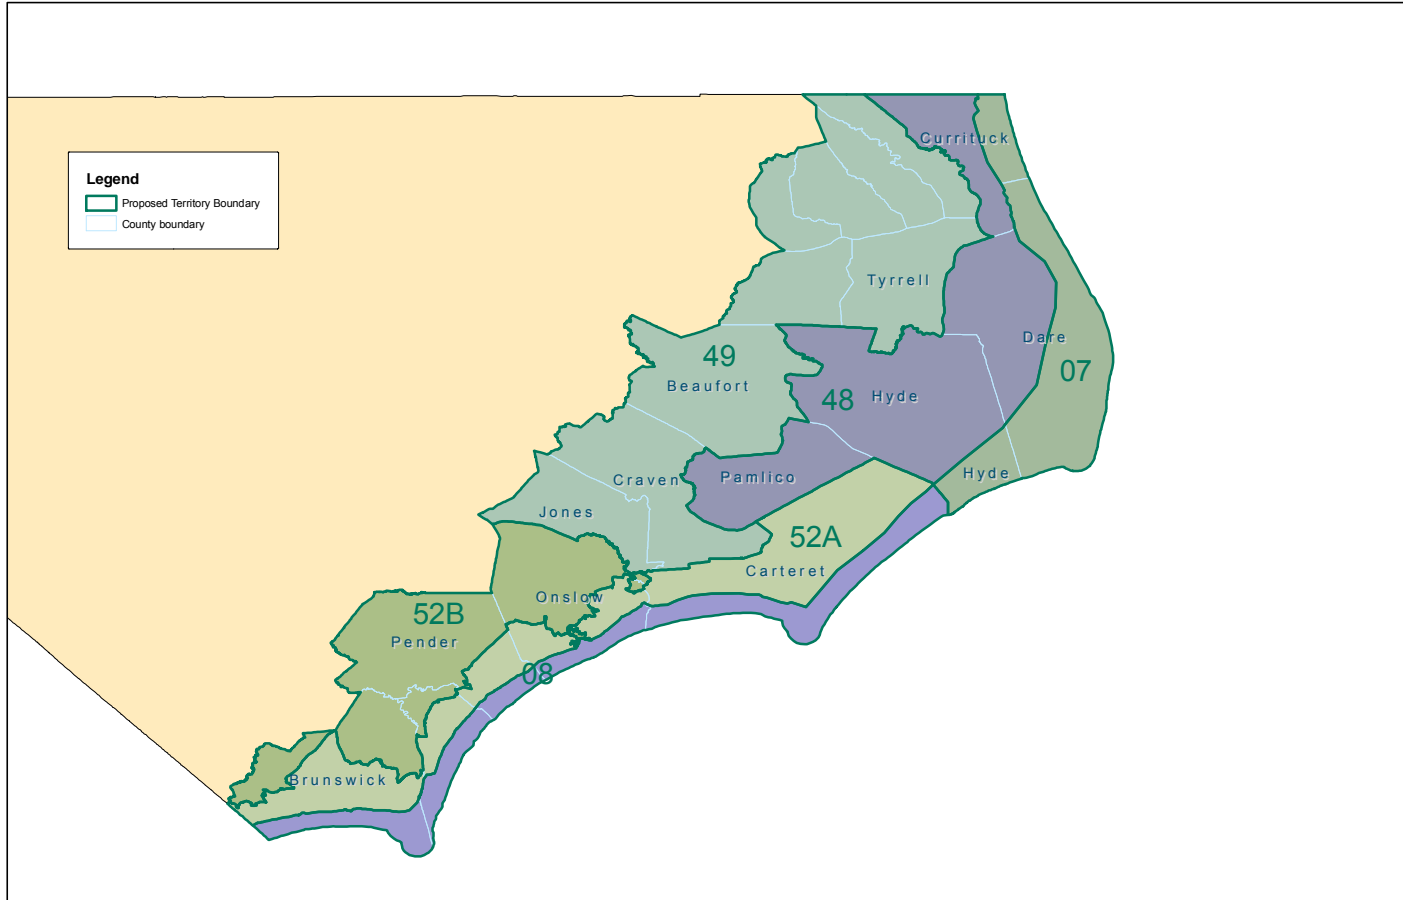 Currituck
Legend
Proposed Territory Boundary
County boundary
Tyrrell
Dare
49
07
Beaufort
48
Hyde
Hyde
Craven
Pamlico
Jones
52A
Carteret
Onslow
52B
Pender
08
Brunswick